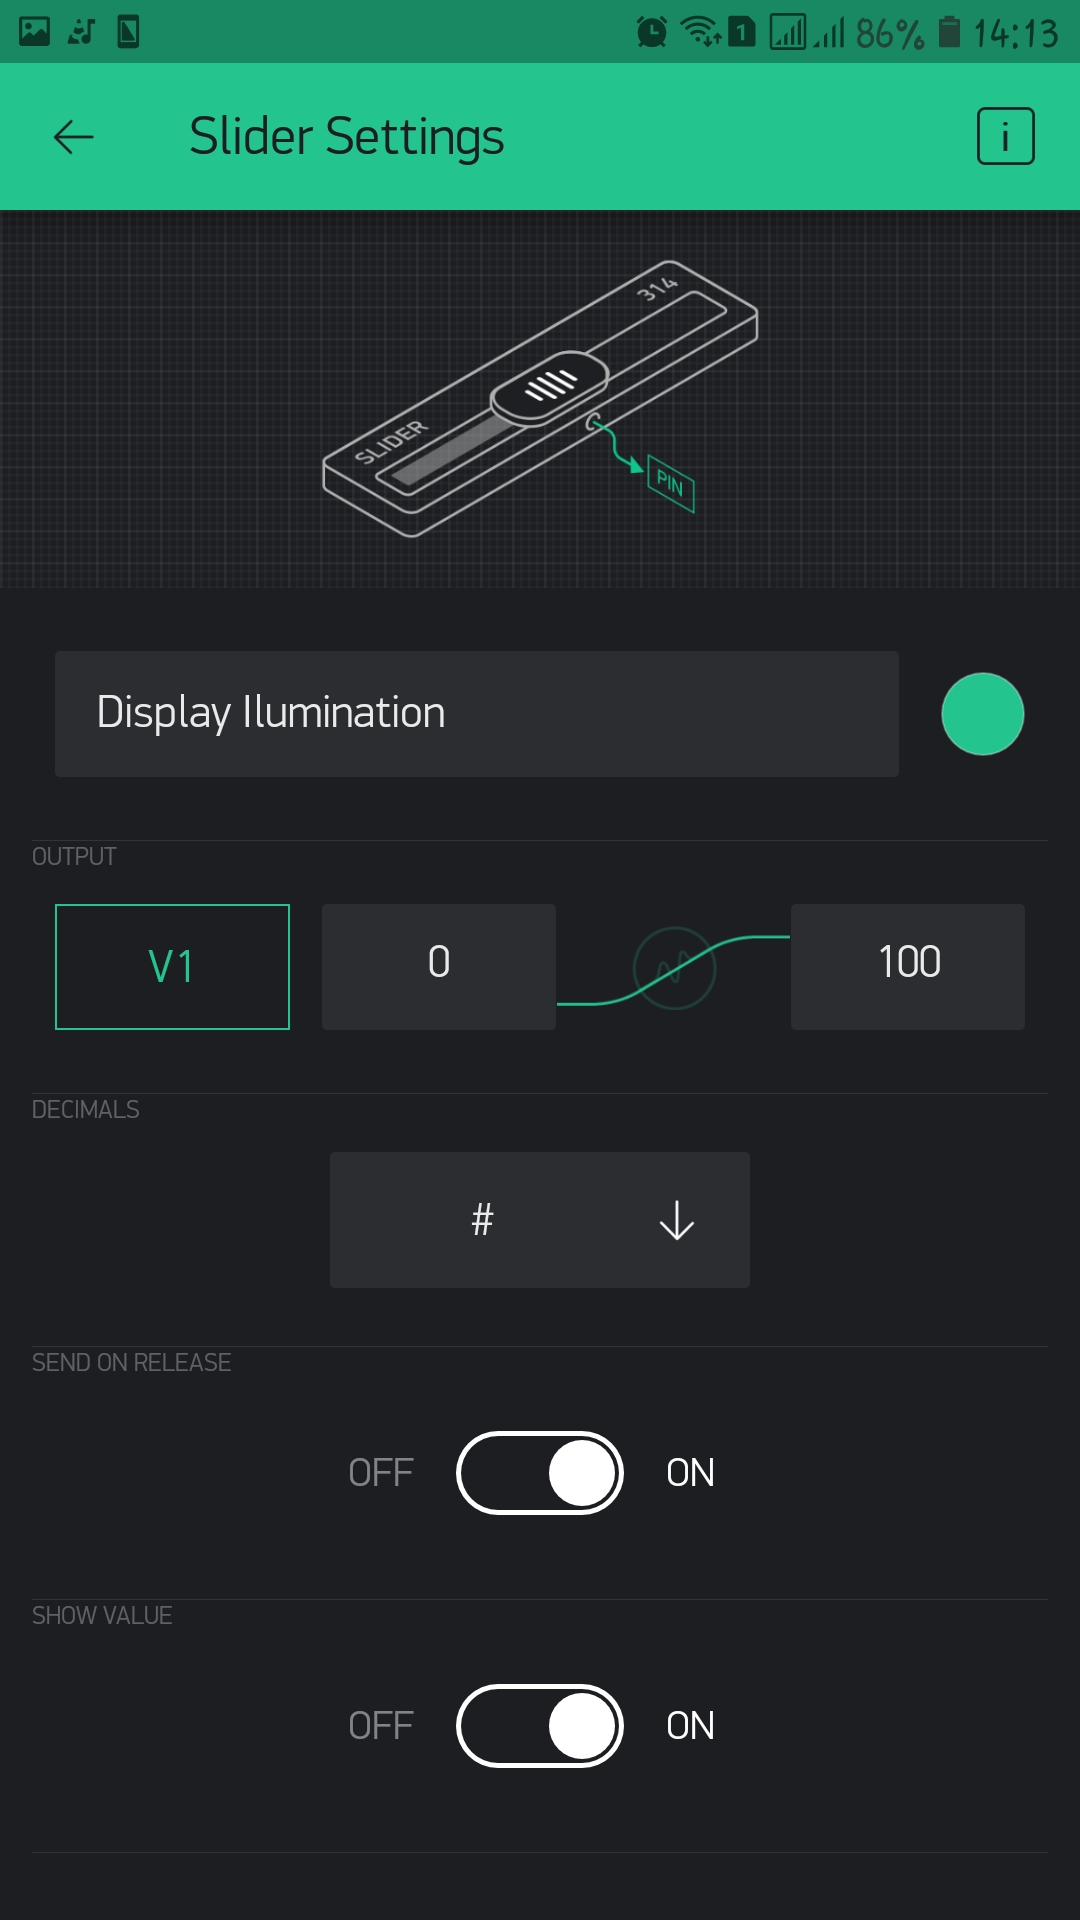 1 86% 14:13
Slider Settings i
314
SLIDER
PIN
Display Ilumination
OUTPUT
V1 0 100
DECIMALS
#
SEND ON RELEASE
OFF ON
SHOW VALUE
OFF ON